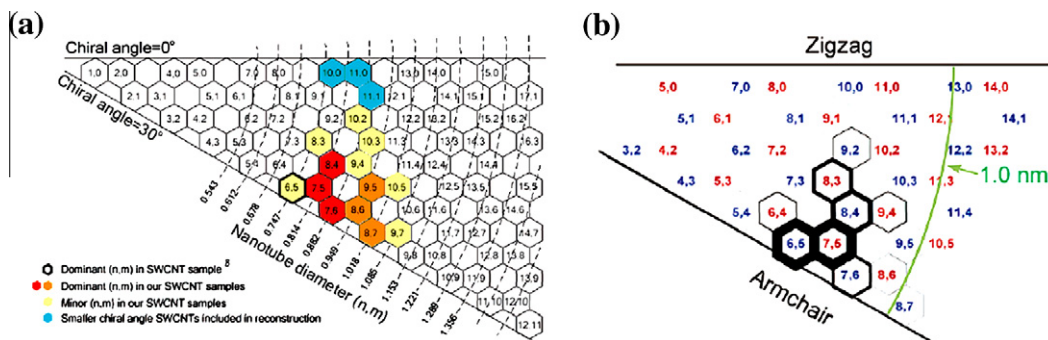 (a)
Chiral angle=0°
1,0 2,0 4,0 5,0 7,0 8,0 10,0 11,0 13,0 14,0
2,1 3,1 5,1 6,1 8,1 9,1 11,1 12,1 14,1 15,1 17,1
3,2 4,2 6,2 7,2 9,2 10,2 12,2 13,2 15,2 16,2
4,3 5,3 7,3 8,3 10,3 11,3 13,3 14,3 16,3
5,4 6,4 8,4 9,4 11,4 12,4 14,4 15,4
6,5 7,5 9,5 10,5 12,5 13,5 15,5
7,6 8,6 10,6 11,6 13,6 14,6
8,7 9,7 11,7 12,7 14,7
9,8 10,8 12,8 13,8
10,9 11,9 13,9
11,10 12,10
12,11
Chiral angle=30°
0.543 0.612 0.678 0.747 0.814 0.882 0.949 1.018 1.085 1.153 1.221 1.289 1.356
Nanotube diameter (n,m)
Dominant (n,m) in SWCNT sample
Dominant (n,m) in our SWCNT samples
Minor (n,m) in our SWCNT samples
Smaller chiral angle SWCNTs included in reconstruction
(b)
Zigzag
5,0 7,0 8,0 10,0 11,0 13,0 14,0
5,1 6,1 8,1 9,1 11,1 12,1 14,1
3,2 4,2 6,2 7,2 9,2 10,2 12,2 13,2
4,3 5,3 7,3 8,3 10,3 11,3
1.0 nm
5,4 6,4 8,4 9,4 11,4
6,5 7,5 9,5 10,5
7,6 8,6
8,7
Armchair